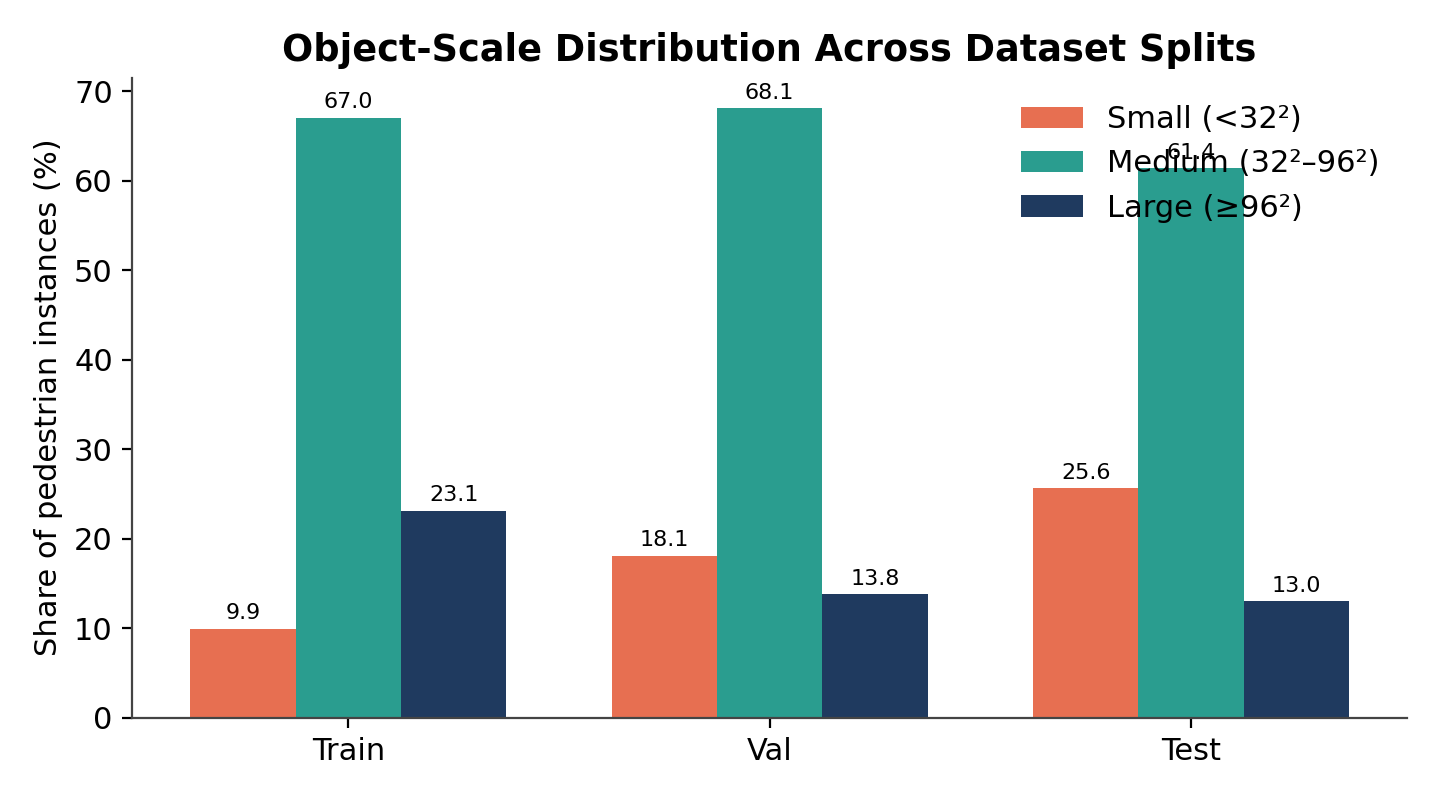 Object-Scale Distribution Across Dataset Splits
Share of pedestrian instances (%)
70
60
50
40
30
20
10
0
67.0
68.1
61.4
9.9
23.1
18.1
13.8
25.6
13.0
Small (<32²)
Medium (32²–96²)
Large (≥96²)
Train
Val
Test